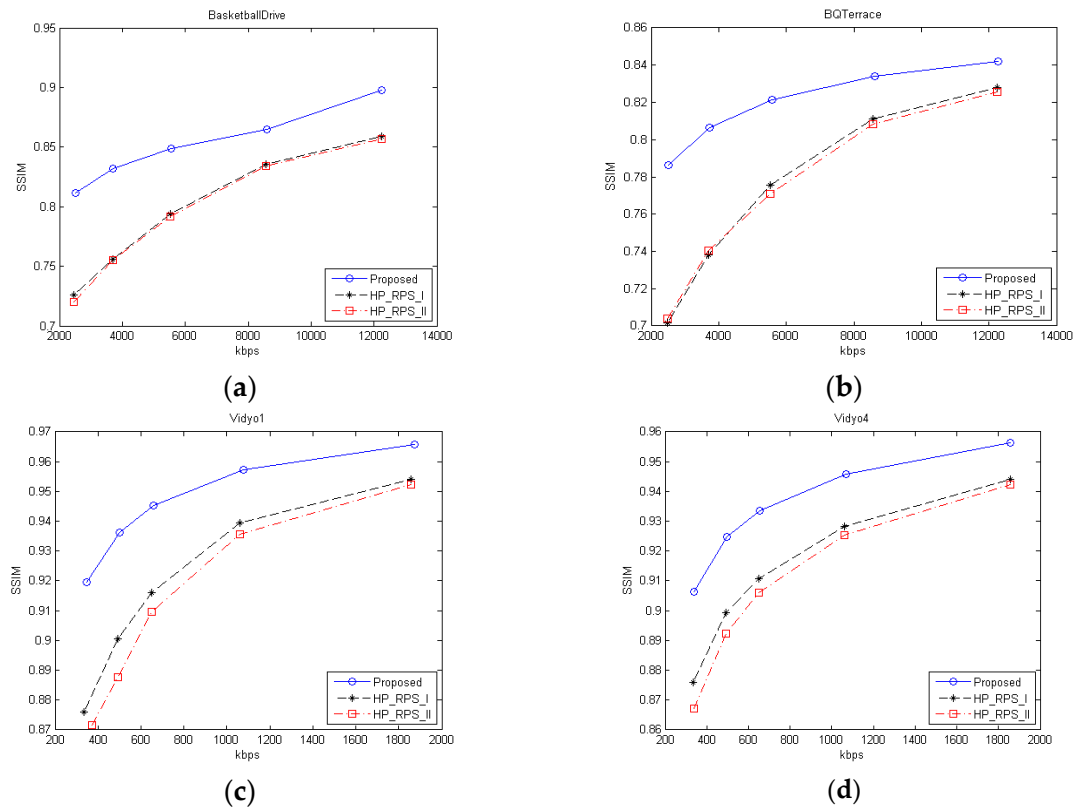 BasketballDrive
0.95
0.9
0.85
0.8
0.75
0.7
SSIM
2000 4000 6000 8000 10000 12000 14000
kbps
Proposed
HP_RPS_I
HP_RPS_II
(a)
BQTerrace
0.86
0.84
0.82
0.8
0.78
0.76
0.74
0.72
0.7
SSIM
2000 4000 6000 8000 10000 12000 14000
kbps
Proposed
HP_RPS_I
HP_RPS_II
(b)
Vidyo1
0.97
0.96
0.95
0.94
0.93
0.92
0.91
0.9
0.89
0.88
0.87
SSIM
200 400 600 800 1000 1200 1400 1600 1800 2000
kbps
Proposed
HP_RPS_I
HP_RPS_II
(c)
Vidyo4
0.96
0.95
0.94
0.93
0.92
0.91
0.9
0.89
0.88
0.87
0.86
SSIM
200 400 600 800 1000 1200 1400 1600 1800 2000
kbps
Proposed
HP_RPS_I
HP_RPS_II
(d)